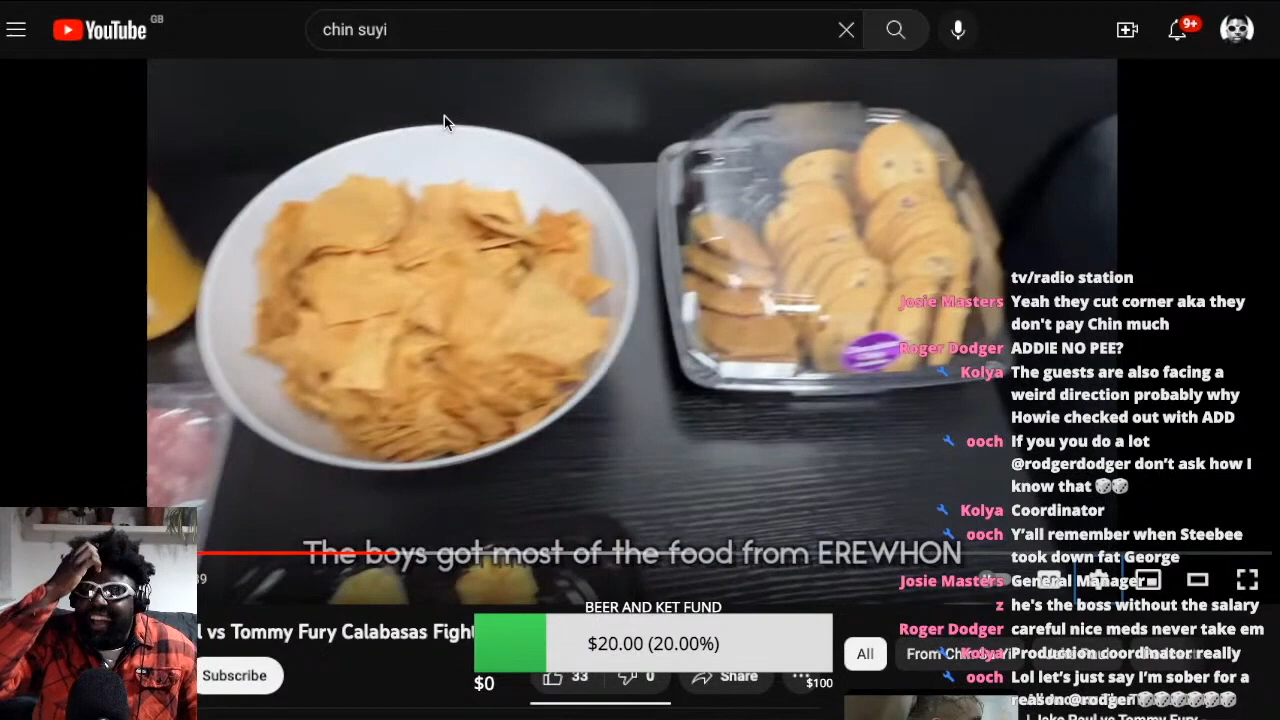 YouTube GB
chin suyi
9+
tv/radio station
Josie Masters Yeah they cut corner aka they
don't pay Chin much
Roger Dodger ADDIE NO PEE?
Kolya The guests are also facing a
weird direction probably why
Howie checked out with ADD
ooch If you you do a lot
@rodgerdodger don’t ask how I
know that
Kolya Coordinator
ooch Y’all remember when Steebee
took down fat George
Josie Masters General Manager
z he's the boss without the salary
Roger Dodger careful nice meds never take em
Kolya Production coordinator really
ooch Lol let’s just say I’m sober for a
reason @rodger
The boys got most of the food from EREWHON
BEER AND KET FUND
$20.00 (20.00%)
$0
$100
l vs Tommy Fury Calabasas Fight
Subscribe
33
0
Share
All